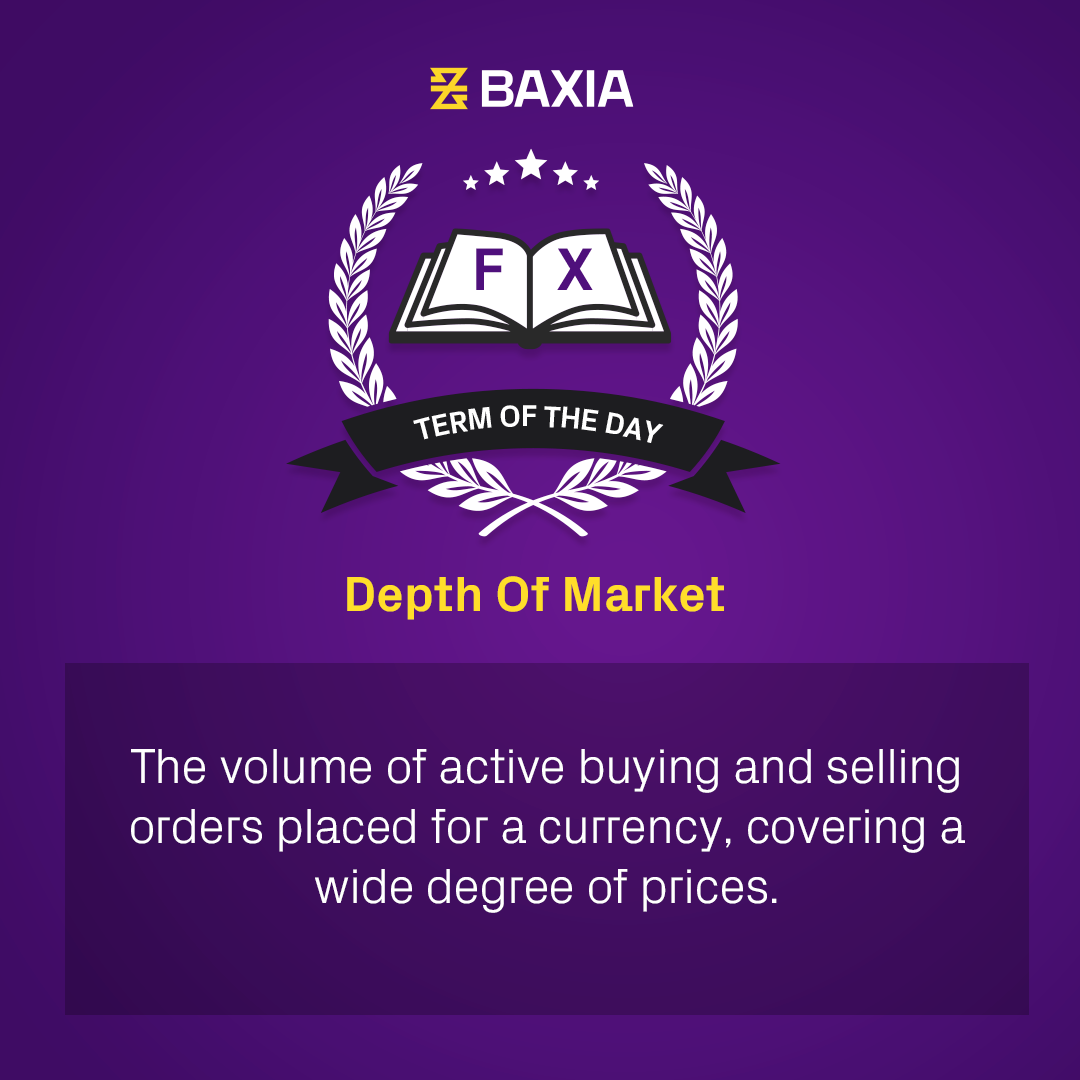 BAXIA
F X
TERM OF THE DAY
Depth Of Market
The volume of active buying and selling
orders placed for a currency, covering a
wide degree of prices.